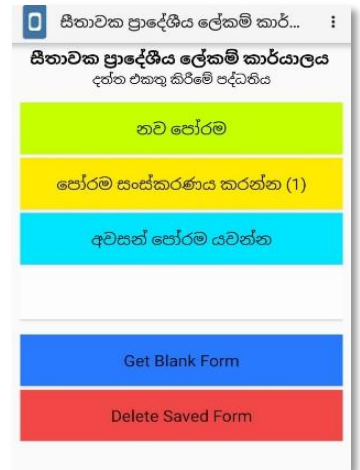 සීතාවක ප්‍රාදේශීය ලේකම් කාර්...
සීතාවක ප්‍රාදේශීය ලේකම් කාර්යාලය
දත්ත එකතු කිරීමේ පද්ධතිය
නව පෝරම
පෝරම සංස්කරණය කරන්න (1)
අවසන් පෝරම යවන්න
Get Blank Form
Delete Saved Form